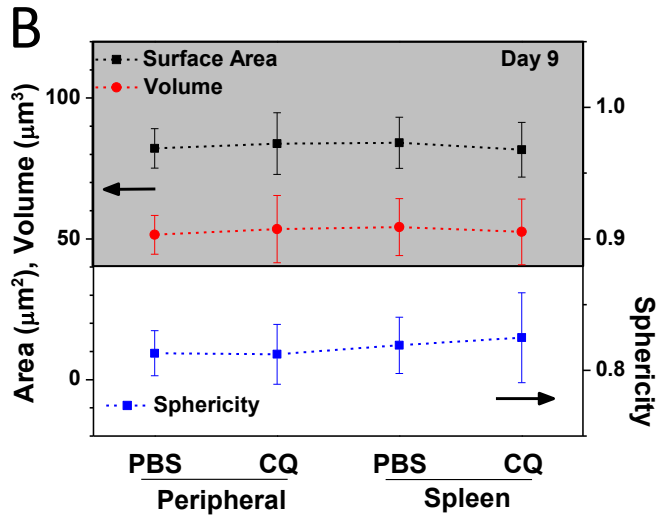 B
Surface Area
Day 9
Volume
100
50
0
Area (μm²), Volume (μm³)
1.0
0.9
0.8
Sphericity
Sphericity
PBS CQ PBS CQ
Peripheral Spleen